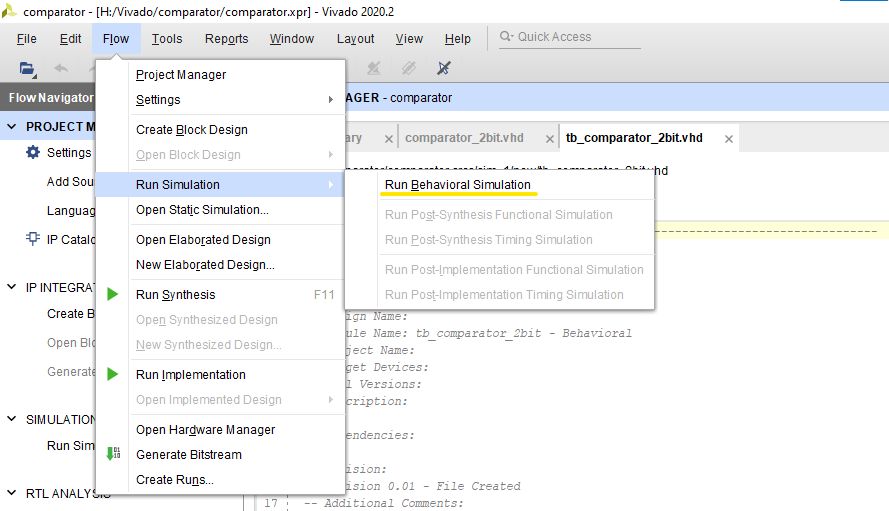 comparator - [H:/Vivado/comparator/comparator.xpr] - Vivado 2020.2
File Edit Flow Tools Reports Window Layout View Help Quick Access
Flow Navigator
AGER - comparator
Project Manager
Settings
Create Block Design
Open Block Design
Run Simulation
Open Static Simulation...
Open Elaborated Design
New Elaborated Design...
Run Synthesis F11
Open Synthesized Design
New Synthesized Design...
Run Implementation
Open Implemented Design
Open Hardware Manager
Generate Bitstream
Create Runs...
Run Behavioral Simulation
Run Post-Synthesis Functional Simulation
Run Post-Synthesis Timing Simulation
Run Post-Implementation Functional Simulation
Run Post-Implementation Timing Simulation
PROJECT M
Settings
Add Sou
Languag
IP Catalo
IP INTEGRAT
Create B
Open Blo
Generate
SIMULATION
Run Sim
RTL ANALYSIS
ary comparator_2bit.vhd tb_comparator_2bit.vhd
ign Name:
ule Name: tb_comparator_2bit - Behavioral
ject Name:
get Devices:
l Versions:
cription:
endencies:
ision:
ision 0.01 - File Created
17 -- Additional Comments: